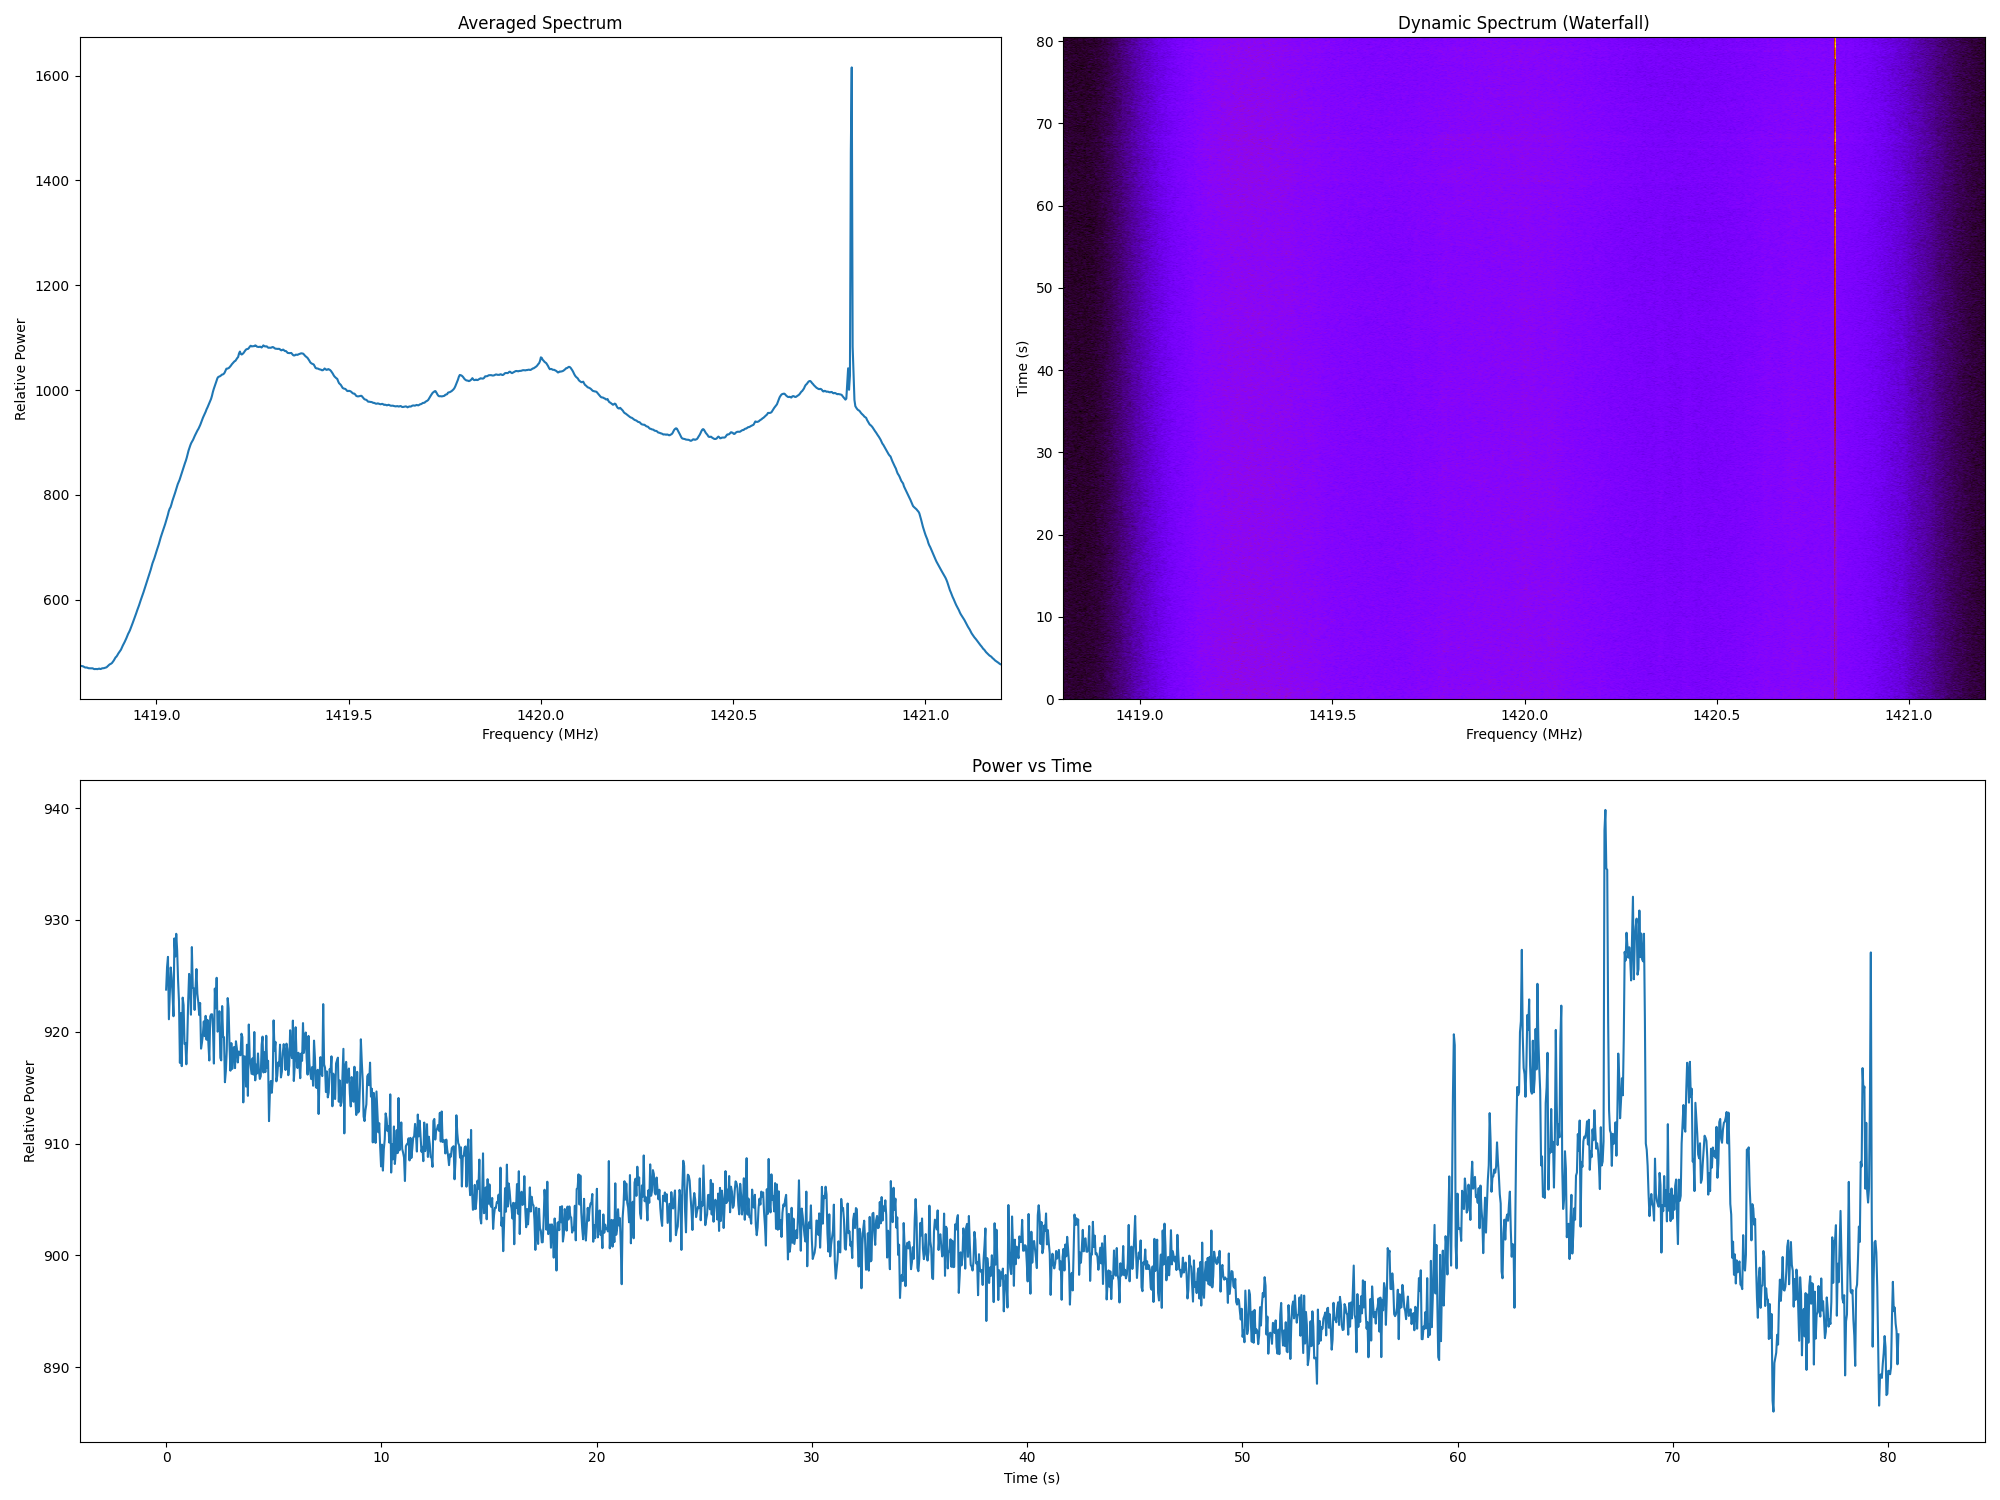 Averaged Spectrum
1600
1400
1200
1000
800
600
Relative Power
1419.0 1419.5 1420.0 1420.5 1421.0
Frequency (MHz)
Dynamic Spectrum (Waterfall)
80
70
60
50
40
30
20
10
0
Time (s)
1419.0 1419.5 1420.0 1420.5 1421.0
Frequency (MHz)
Power vs Time
940
930
920
910
900
890
Relative Power
0 10 20 30 40 50 60 70 80
Time (s)